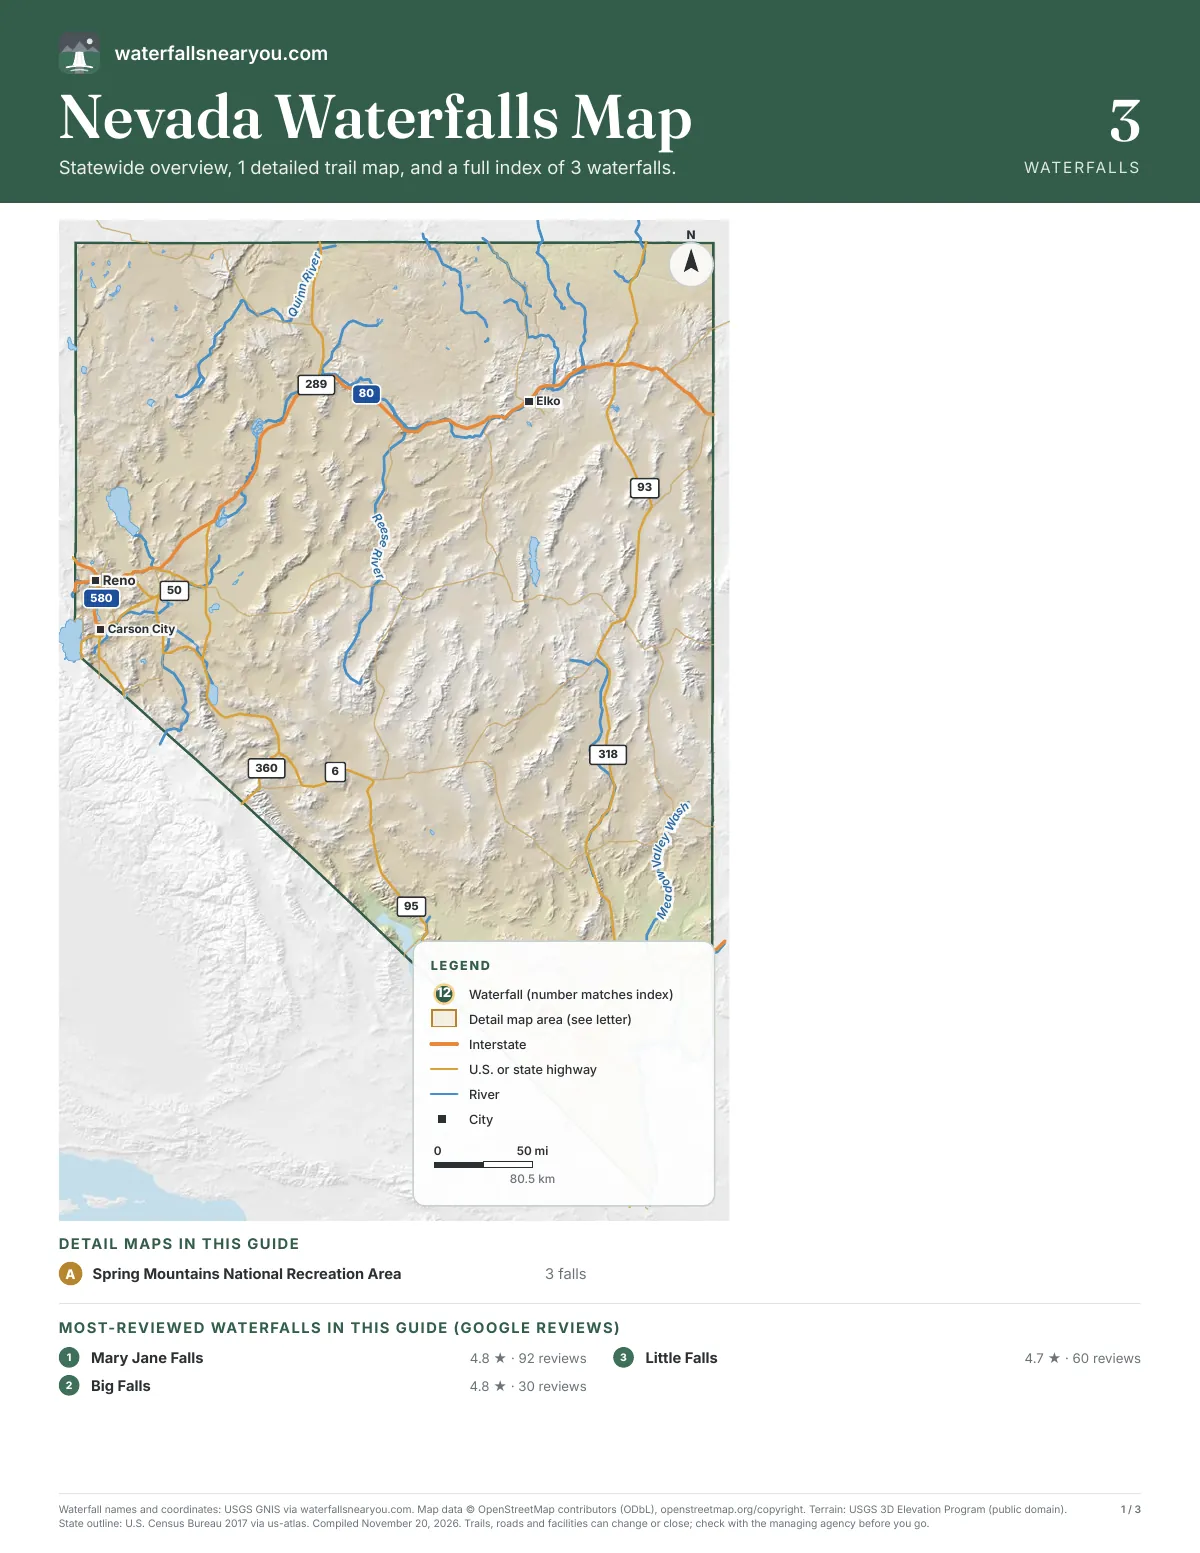 waterfallsnearyou.com
Nevada Waterfalls Map
Statewide overview, 1 detailed trail map, and a full index of 3 waterfalls.
3
WATERFALLS
N
Quinn River
289
80
Elko
93
Reese River
Reno
580
50
Carson City
318
360
6
Meadow Valley Wash
95
LEGEND
12 Waterfall (number matches index)
Detail map area (see letter)
Interstate
U.S. or state highway
River
City
0 50 mi
80.5 km
DETAIL MAPS IN THIS GUIDE
A Spring Mountains National Recreation Area 3 falls
MOST-REVIEWED WATERFALLS IN THIS GUIDE (GOOGLE REVIEWS)
1 Mary Jane Falls 4.8 ★ · 92 reviews
2 Big Falls 4.8 ★ · 30 reviews
3 Little Falls 4.7 ★ · 60 reviews
Waterfall names and coordinates: USGS GNIS via waterfallsnearyou.com. Map data © OpenStreetMap contributors (ODbL), openstreetmap.org/copyright. Terrain: USGS 3D Elevation Program (public domain).
State outline: U.S. Census Bureau 2017 via us-atlas. Compiled November 20, 2026. Trails, roads and facilities can change or close; check with the managing agency before you go.
1 / 3